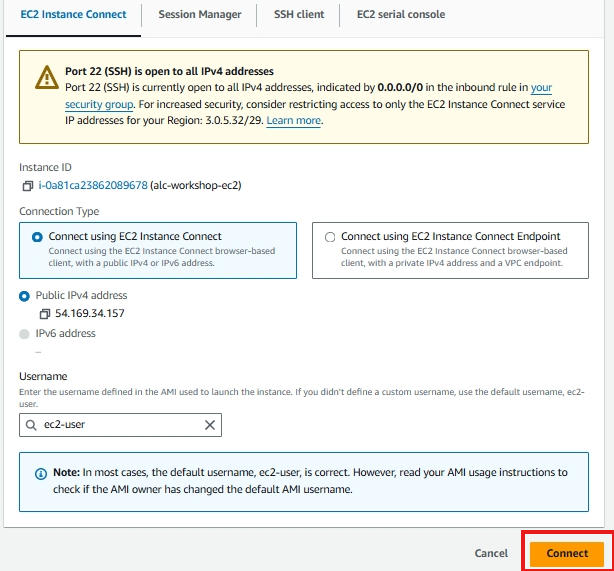 EC2 Instance Connect
Session Manager
SSH client
EC2 serial console
Port 22 (SSH) is open to all IPv4 addresses
Port 22 (SSH) is currently open to all IPv4 addresses, indicated by 0.0.0.0/0 in the inbound rule in your
security group. For increased security, consider restricting access to only the EC2 Instance Connect service
IP addresses for your Region: 3.0.5.32/29. Learn more.
Instance ID
i-0a81ca23862089678 (alc-workshop-ec2)
Connection Type
Connect using EC2 Instance Connect
Connect using the EC2 Instance Connect browser-based
client, with a public IPv4 or IPv6 address.
Connect using EC2 Instance Connect Endpoint
Connect using the EC2 Instance Connect browser-based
client, with a private IPv4 address and a VPC endpoint.
Public IPv4 address
54.169.34.157
IPv6 address
–
Username
Enter the username defined in the AMI used to launch the instance. If you didn't define a custom username, use the default username, ec2-
user.
ec2-user
Note: In most cases, the default username, ec2-user, is correct. However, read your AMI usage instructions to
check if the AMI owner has changed the default AMI username.
Cancel
Connect